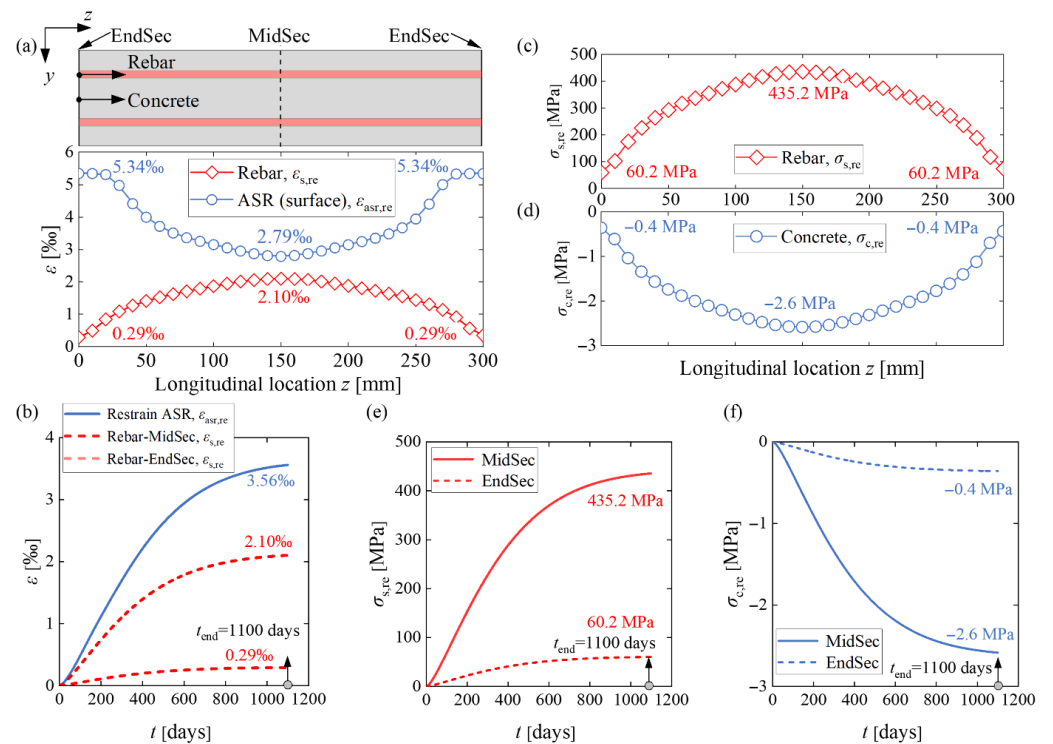 (a)
z
y
EndSec
MidSec
EndSec
Rebar
Concrete
6
5
4
3
2
1
0
ε [‰]
5.34‰
5.34‰
Rebar, εs,re
ASR (surface), εasr,re
2.79‰
2.10‰
0.29‰
0.29‰
0 50 100 150 200 250 300
Longitudinal location z [mm]
(c)
500
400
300
200
100
0
σs,re [MPa]
435.2 MPa
Rebar, σs,re
60.2 MPa
60.2 MPa
0 50 100 150 200 250 300
(d)
0
−1
−2
−3
σc,re [MPa]
−0.4 MPa
−0.4 MPa
Concrete, σc,re
−2.6 MPa
0 50 100 150 200 250 300
Longitudinal location z [mm]
(b)
Restrain ASR, εasr,re
Rebar-MidSec, εs,re
Rebar-EndSec, εs,re
4
3
2
1
0
ε [‰]
3.56‰
2.10‰
tend=1100 days
0.29‰
0 200 400 600 800 1000 1200
t [days]
(e)
500
400
300
200
100
0
σs,re [MPa]
MidSec
EndSec
435.2 MPa
60.2 MPa
tend=1100 days
0 200 400 600 800 1000 1200
t [days]
(f)
0
−1
−2
−3
σc,re [MPa]
−0.4 MPa
MidSec
EndSec
−2.6 MPa
tend=1100 days
0 200 400 600 800 1000 1200
t [days]